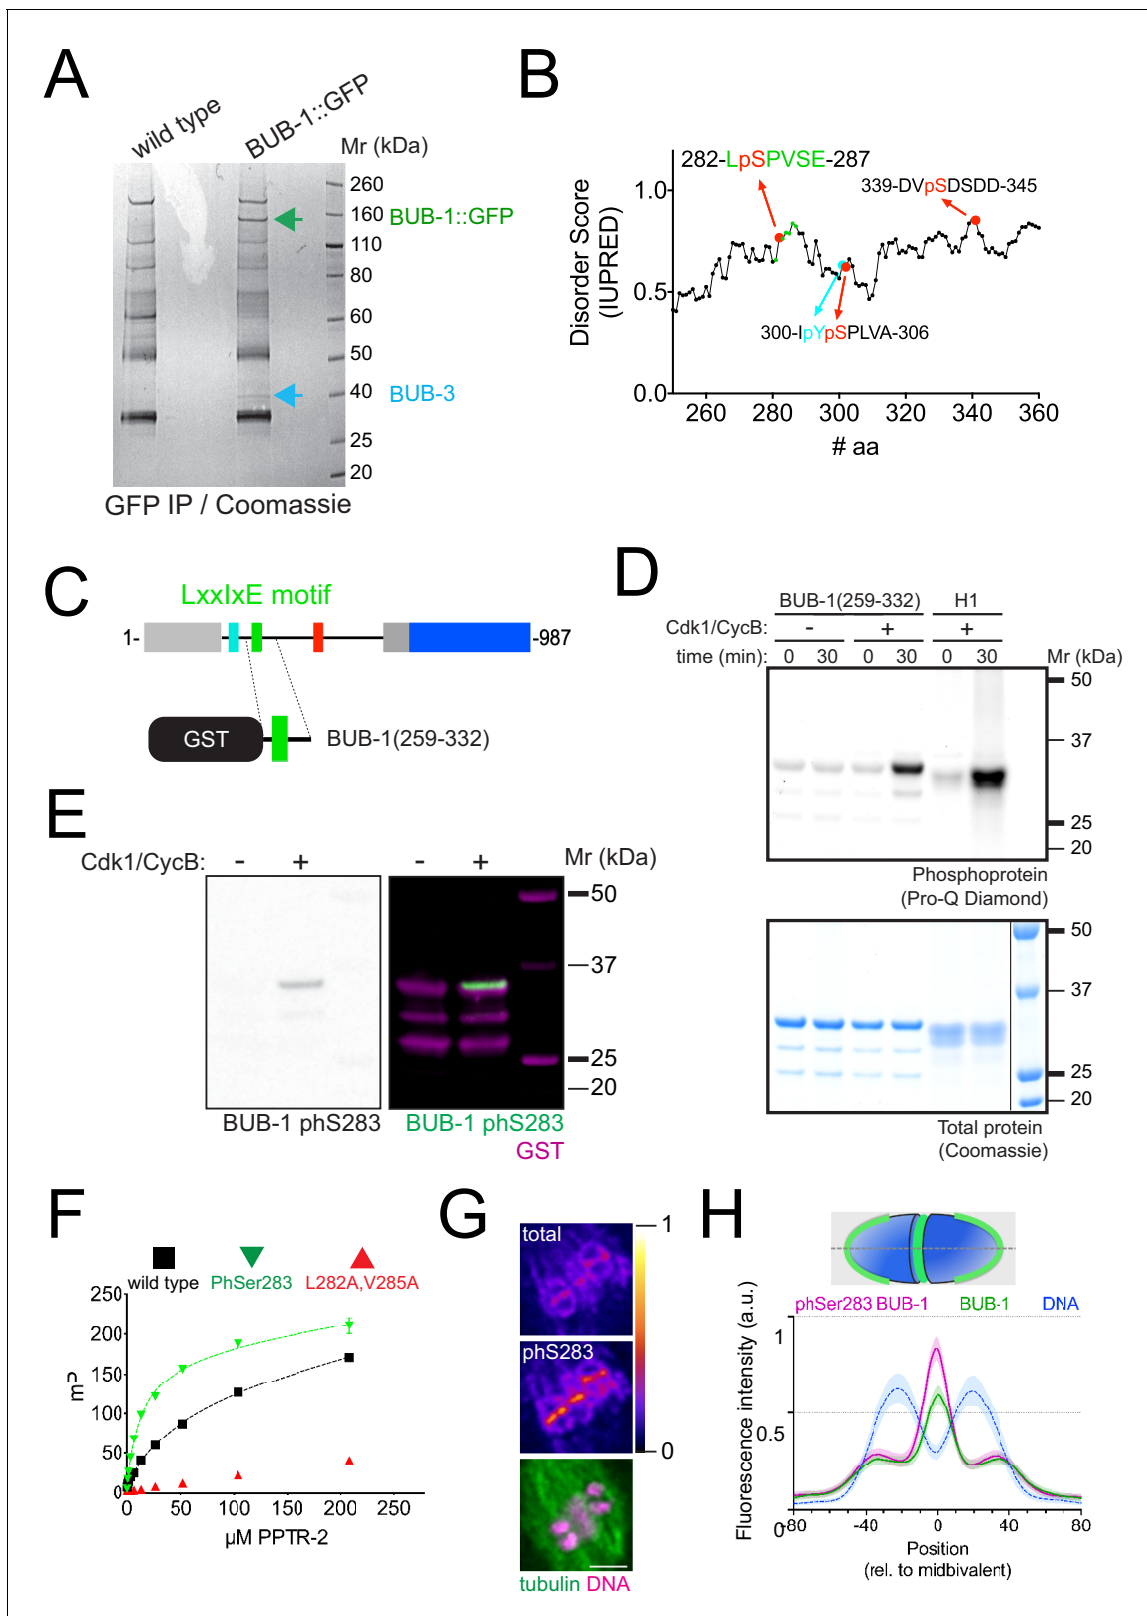 A
wild type
BUB-1::GFP
Mr (kDa)
260
160
BUB-1::GFP
110
80
60
50
40
BUB-3
25
20
GFP IP / Coomassie
B
282-LpSPVSE-287
339-DVpSDSDD-345
300-IpYpSPLVA-306
Disorder Score
(IUPRED)
1.0
0.5
0.0
260 280 300 320 340 360
# aa
C
LxxIxE motif
1-
-987
GST
BUB-1(259-332)
D
BUB-1(259-332) H1
Cdk1/CycB: - + +
time (min): 0 30 0 30 0 30 Mr (kDa)
50
37
25
20
Phosphoprotein
(Pro-Q Diamond)
50
37
25
20
Total protein
(Coomassie)
E
Cdk1/CycB: - + - + Mr (kDa)
50
37
25
20
BUB-1 phS283
BUB-1 phS283
GST
F
wild type PhSer283 L282A,V285A
mP
250
200
150
100
50
0
0 50 100 150 200 250
µM PPTR-2
G
total
1
phS283
0
tubulin DNA
H
phSer283 BUB-1 BUB-1 DNA
Fluorescence intensity (a.u.)
1
0.5
0
-80 -40 0 40 80
Position
(rel. to midbivalent)